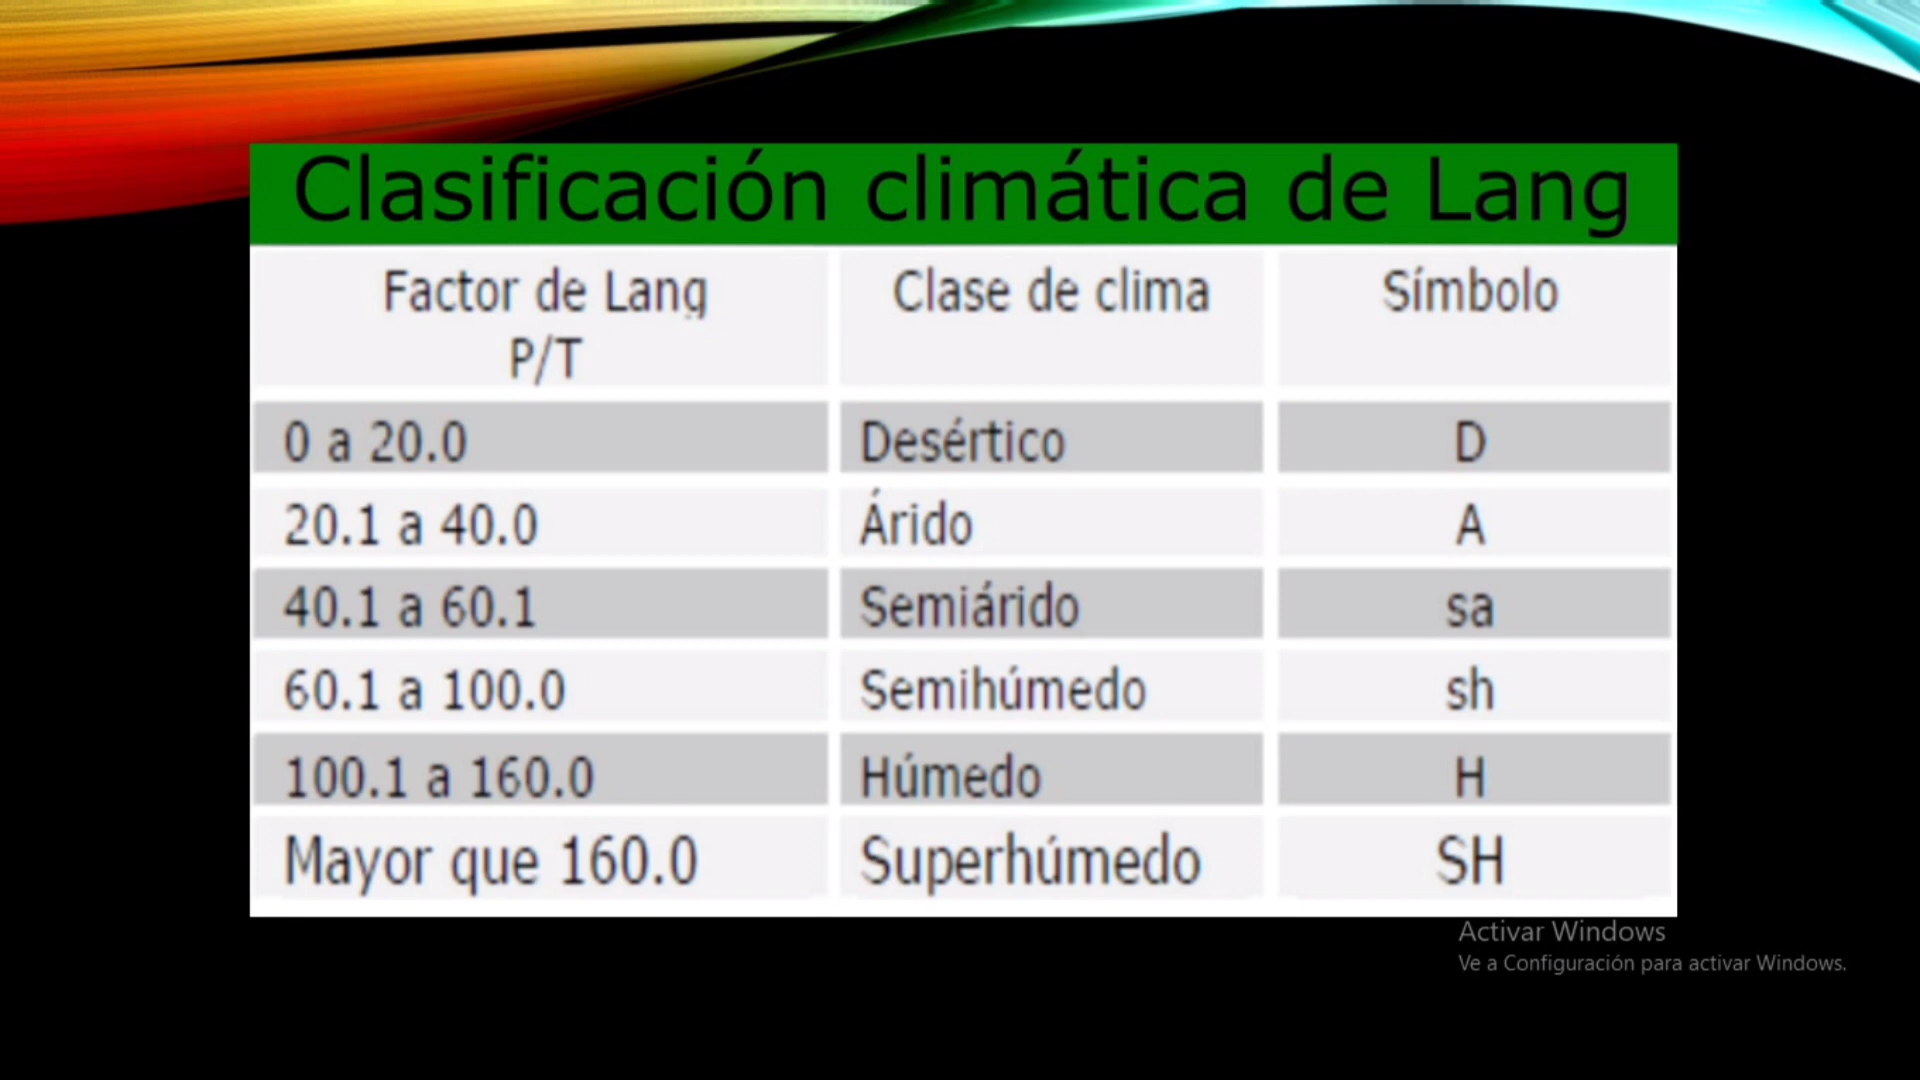 Clasificación climática de Lang
Factor de Lang Clase de clima Símbolo
P/T
0 a 20.0 Desértico D
20.1 a 40.0 Árido A
40.1 a 60.1 Semiárido sa
60.1 a 100.0 Semihúmedo sh
100.1 a 160.0 Húmedo H
Mayor que 160.0 Superhúmedo SH
Activar Windows
Ve a Configuración para activar Windows.